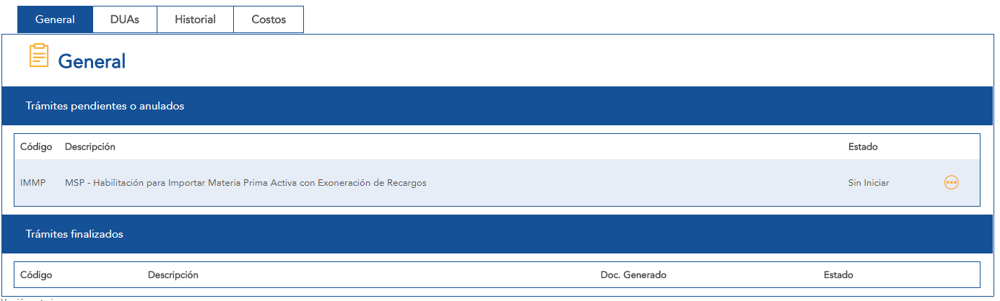 General DUAs Historial Costos
General
Trámites pendientes o anulados
Código Descripción Estado
IMMP MSP - Habilitación para Importar Materia Prima Activa con Exoneración de Recargos Sin Iniciar
Trámites finalizados
Código Descripción Doc. Generado Estado